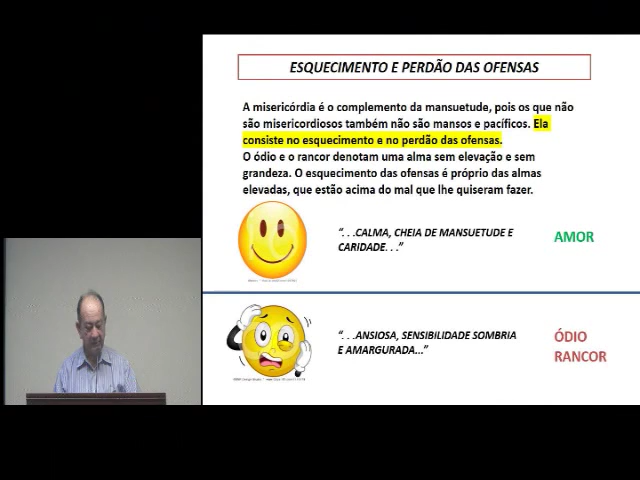 ESQUECIMENTO E PERDÃO DAS OFENSAS
A misericórdia é o complemento da mansuetude, pois os que não
são misericordiosos também não são mansos e pacíficos. Ela
consiste no esquecimento e no perdão das ofensas.
O ódio e o rancor denotam uma alma sem elevação e sem
grandeza. O esquecimento das ofensas é próprio das almas
elevadas, que estão acima do mal que lhe quiseram fazer.
“. . .CALMA, CHEIA DE MANSUETUDE E
CARIDADE. . .”
AMOR
“. . .ANSIOSA, SENSIBILIDADE SOMBRIA
E AMARGURADA...”
ÓDIO
RANCOR